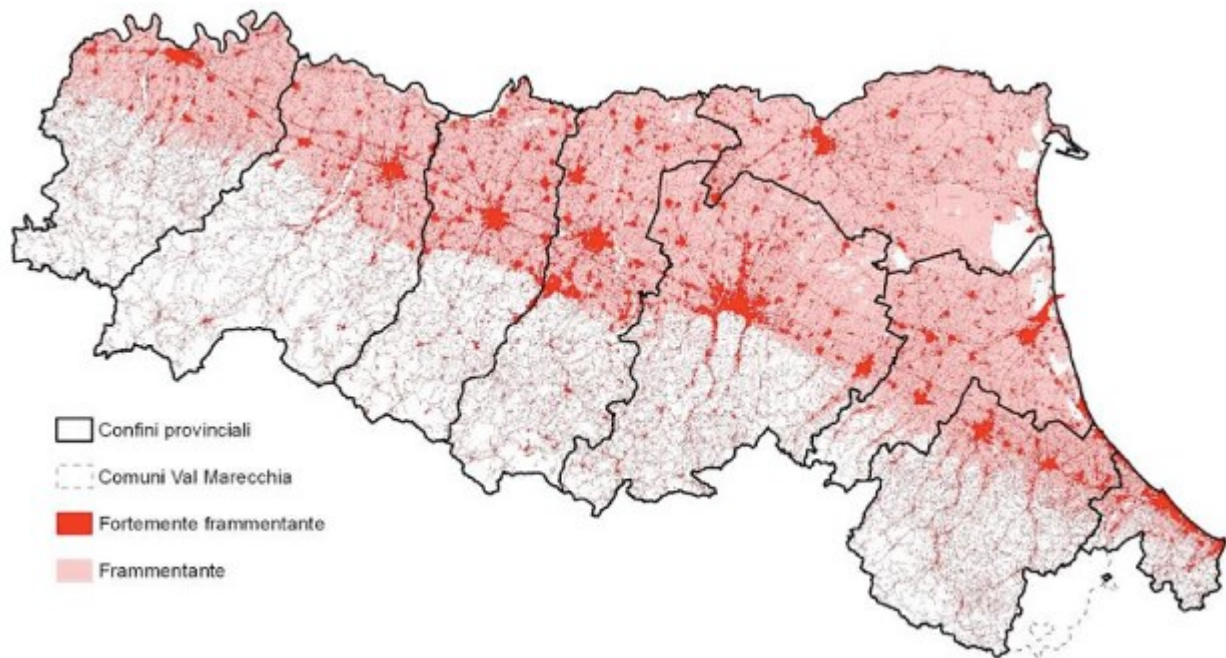 Confini provinciali
Comuni Val Marecchia
Fortemente frammentante
Frammentante